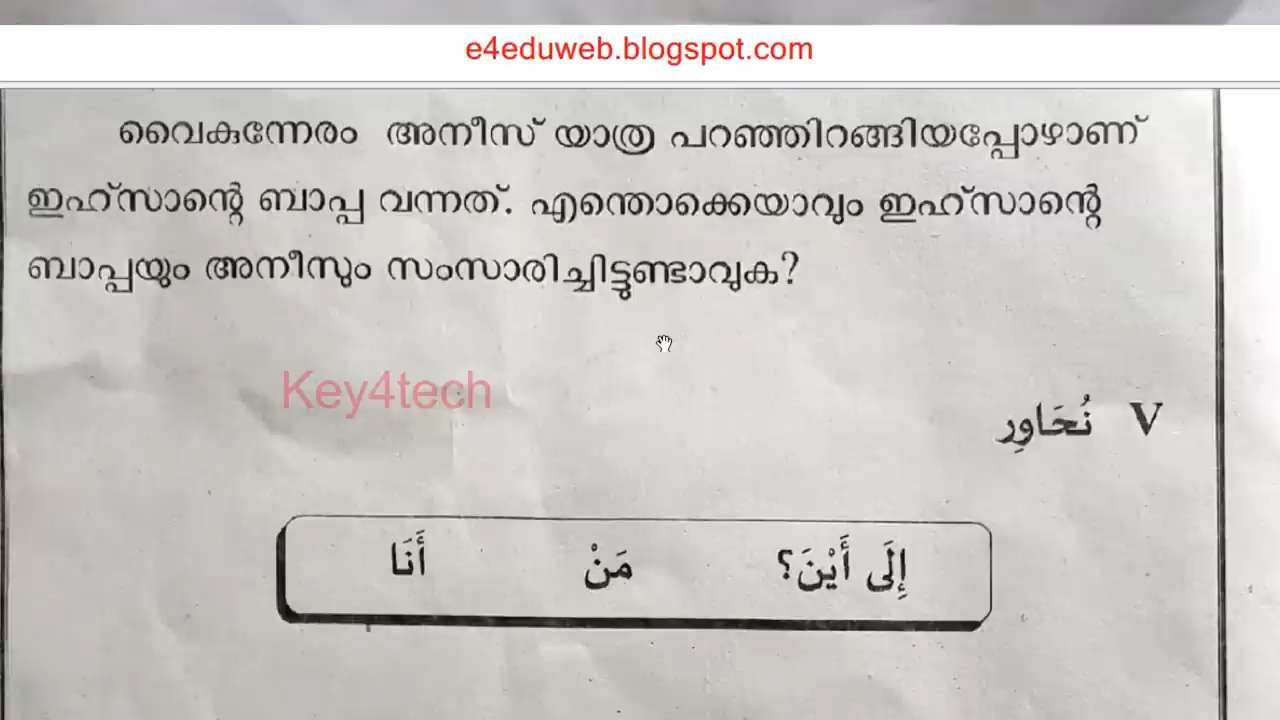 e4eduweb.blogspot.com
വൈകുന്നേരം അനീസ് യാത്ര പറഞ്ഞിറങ്ങിയപ്പോഴാണ്
ഇഹ്സാന്റെ ബാപ്പ വന്നത്. എന്തൊക്കെയാവും ഇഹ്സാന്റെ
ബാപ്പയും അനീസും സംസാരിച്ചിട്ടുണ്ടാവുക?
Key4tech
V نُحَاوِر
إِلَى أَيْنَ؟ مَنْ أَنَا